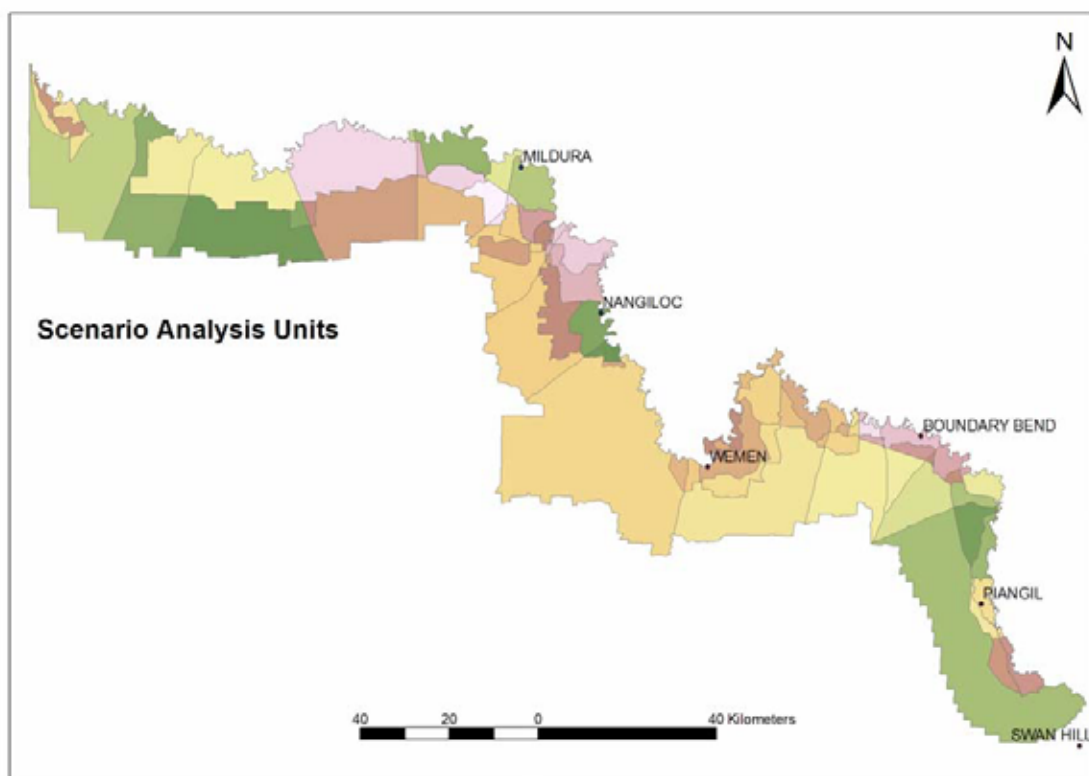 N
MILDURA
NANGILOC
Scenario Analysis Units
BOUNDARY BEND
WEMEN
PIANGIL
40 20 0 40 Kilometers
SWAN HILL